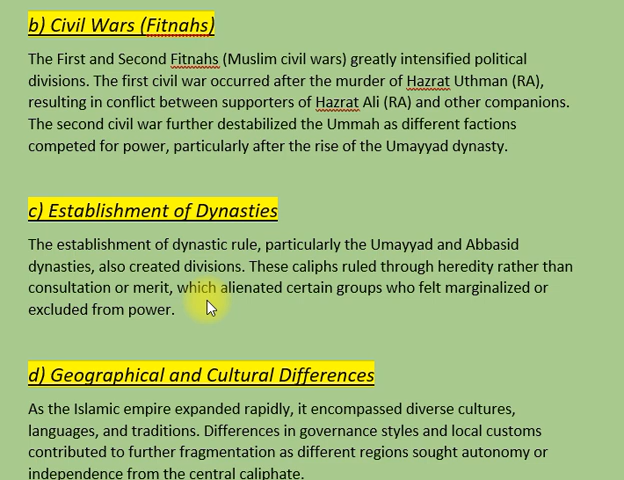 b) Civil Wars (Fitnahs)
The First and Second Fitnahs (Muslim civil wars) greatly intensified political
divisions. The first civil war occurred after the murder of Hazrat Uthman (RA),
resulting in conflict between supporters of Hazrat Ali (RA) and other companions.
The second civil war further destabilized the Ummah as different factions
competed for power, particularly after the rise of the Umayyad dynasty.
c) Establishment of Dynasties
The establishment of dynastic rule, particularly the Umayyad and Abbasid
dynasties, also created divisions. These caliphs ruled through heredity rather than
consultation or merit, which alienated certain groups who felt marginalized or
excluded from power.
d) Geographical and Cultural Differences
As the Islamic empire expanded rapidly, it encompassed diverse cultures,
languages, and traditions. Differences in governance styles and local customs
contributed to further fragmentation as different regions sought autonomy or
independence from the central caliphate.